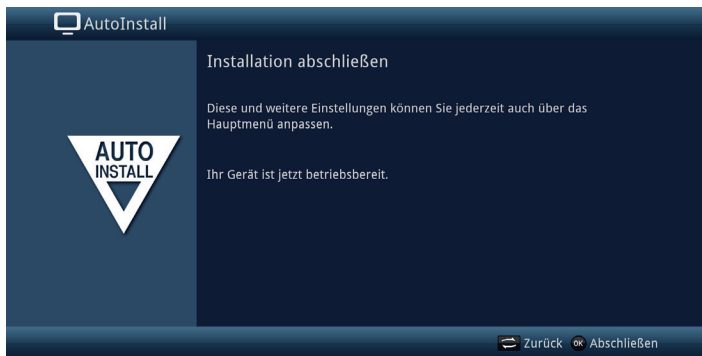 AutoInstall
Installation abschließen
Diese und weitere Einstellungen können Sie jederzeit auch über das
Hauptmenü anpassen.
AUTO
INSTALL
Ihr Gerät ist jetzt betriebsbereit.
Zurück OK Abschließen